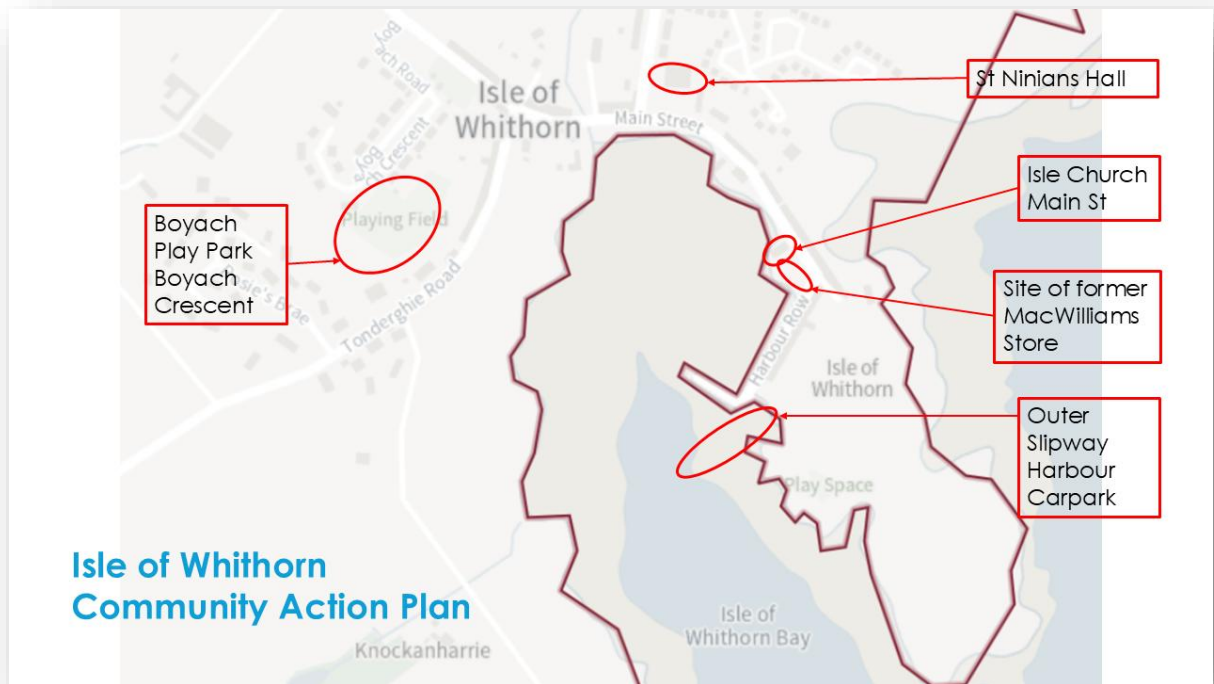 St Ninians Hall
Isle of
Whithorn
Main Street
Boyach Road
Boyach Crescent
Isle Church
Main St
Playing Field
Boyach
Play Park
Boyach
Crescent
Tonderghie Road
Site of former
MacWilliams
Store
Harbour Row
Isle of
Whithorn
Outer
Slipway
Harbour
Carpark
Play Space
Isle of Whithorn
Community Action Plan
Isle of
Whithorn Bay
Knockanharrie